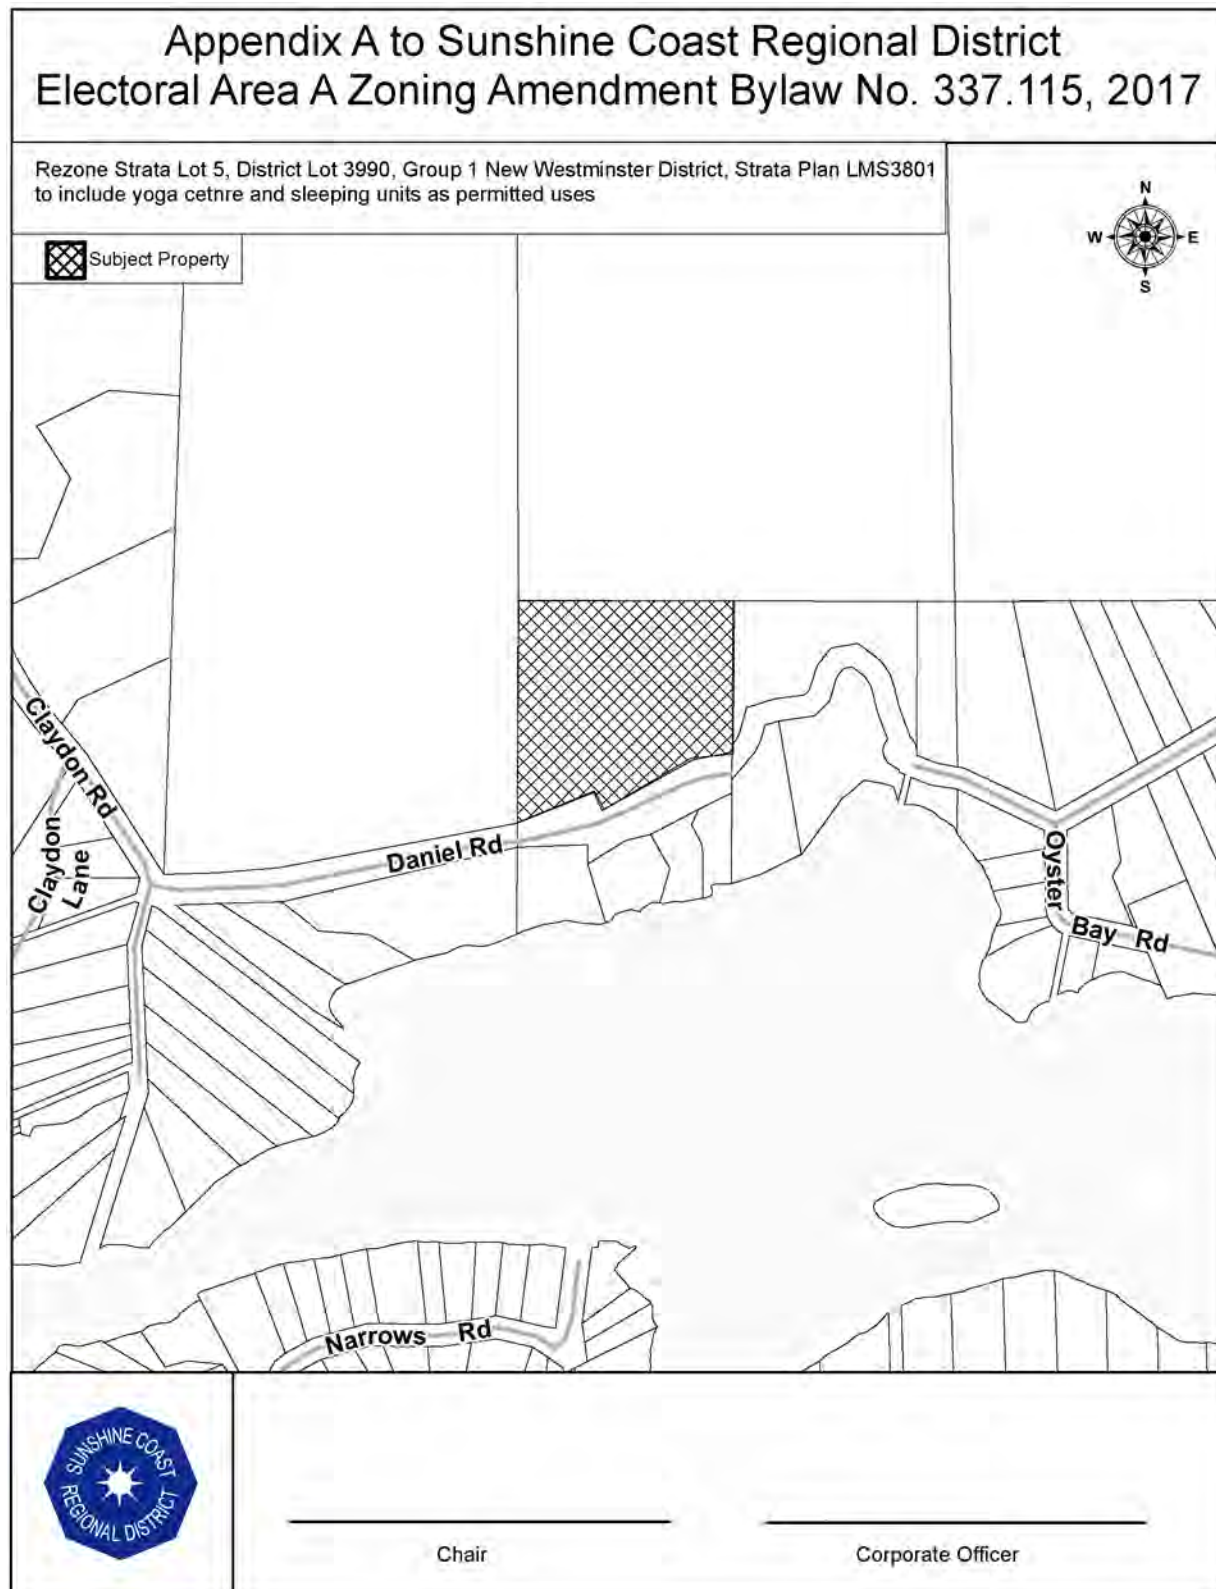 Appendix A to Sunshine Coast Regional District
Electoral Area A Zoning Amendment Bylaw No. 337.115, 2017
Rezone Strata Lot 5, District Lot 3990, Group 1 New Westminster District, Strata Plan LMS3801
to include yoga cethre and sleeping units as permitted uses
N
W E
S
Subject Property
Claydon Rd
Claydon
Lane
Daniel Rd
Oyster
Bay Rd
Narrows Rd
SUNSHINE COAST
REGIONAL DISTRICT
Chair
Corporate Officer